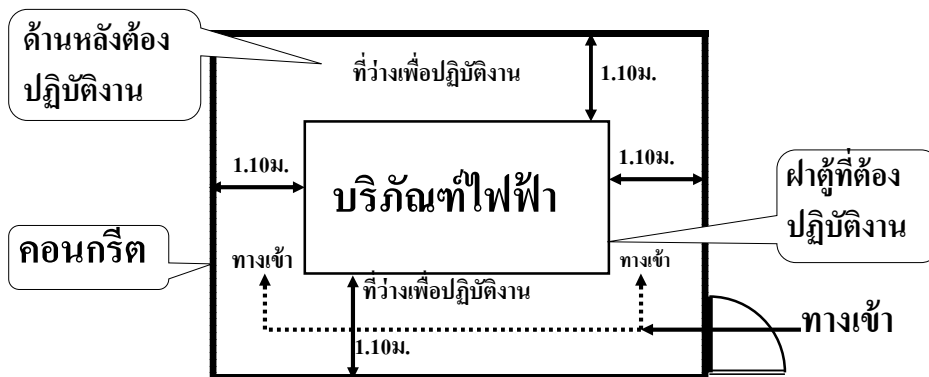 ด้านหลังต้อง
ปฏิบัติงาน
ที่ว่างเพื่อปฏิบัติงาน
1.10ม.
1.10ม.
1.10ม.
บริภัณฑ์ไฟฟ้า
ฝาตู้ที่ต้อง
ปฏิบัติงาน
คอนกรีต
ทางเข้า
ทางเข้า
ที่ว่างเพื่อปฏิบัติงาน
ทางเข้า
1.10ม.